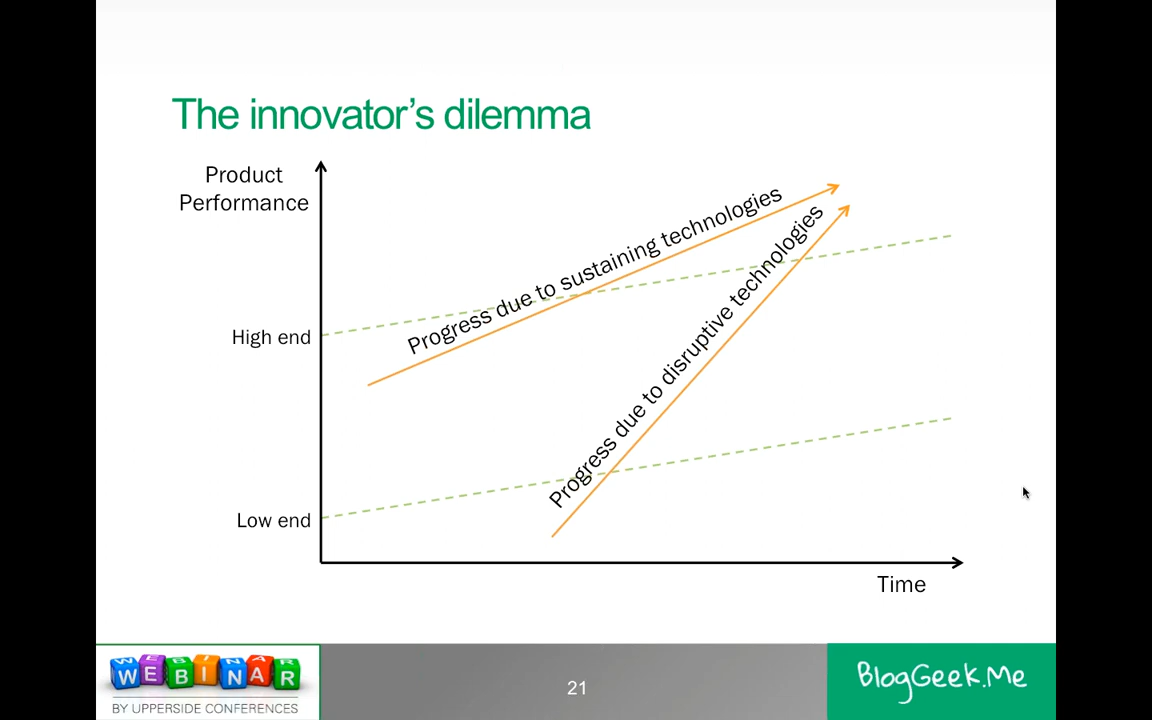 The innovator's dilemma
Product
Performance
Progress due to sustaining technologies
Progress due to disruptive technologies
High end
Low end
Time
WEBINAR
BY UPPERSIDE CONFERENCES
21
BlogGeek.Me